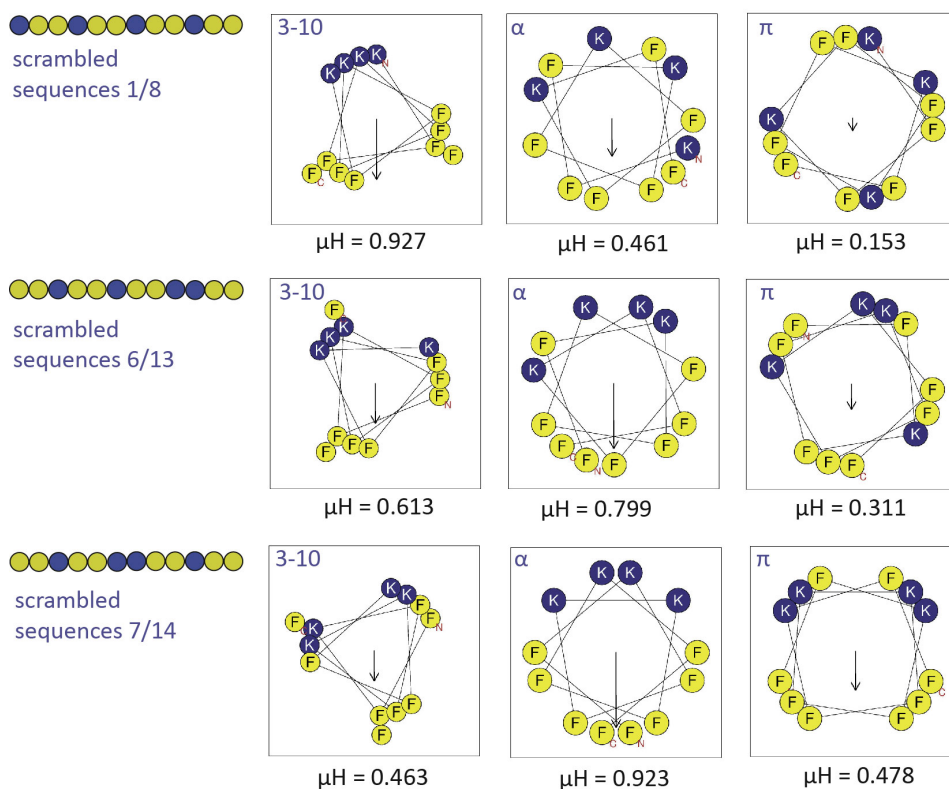 3-10
α
π
scrambled
sequences 1/8
K K K K N
F
F
F F
F F F F
C
K
F
F K
K
F
F
K N
F C
F F F
F F K N
K
F
K F
F
F C
F K F
μH = 0.927
μH = 0.461
μH = 0.153
3-10
α
π
scrambled
sequences 6/13
F
K
K
K K
F
F
F N
F F F F
K K K
F
K F
F F
F C F N F F
K K
F N F
F
K
F
F
K
F F F C
μH = 0.613
μH = 0.799
μH = 0.311
3-10
α
π
scrambled
sequences 7/14
K K
F
F N
F
K
K
F
F
F F
F
K K
K K
F F
F F
F F C F N F
F F
K K
K K
F F C
F F
F F
μH = 0.463
μH = 0.923
μH = 0.478